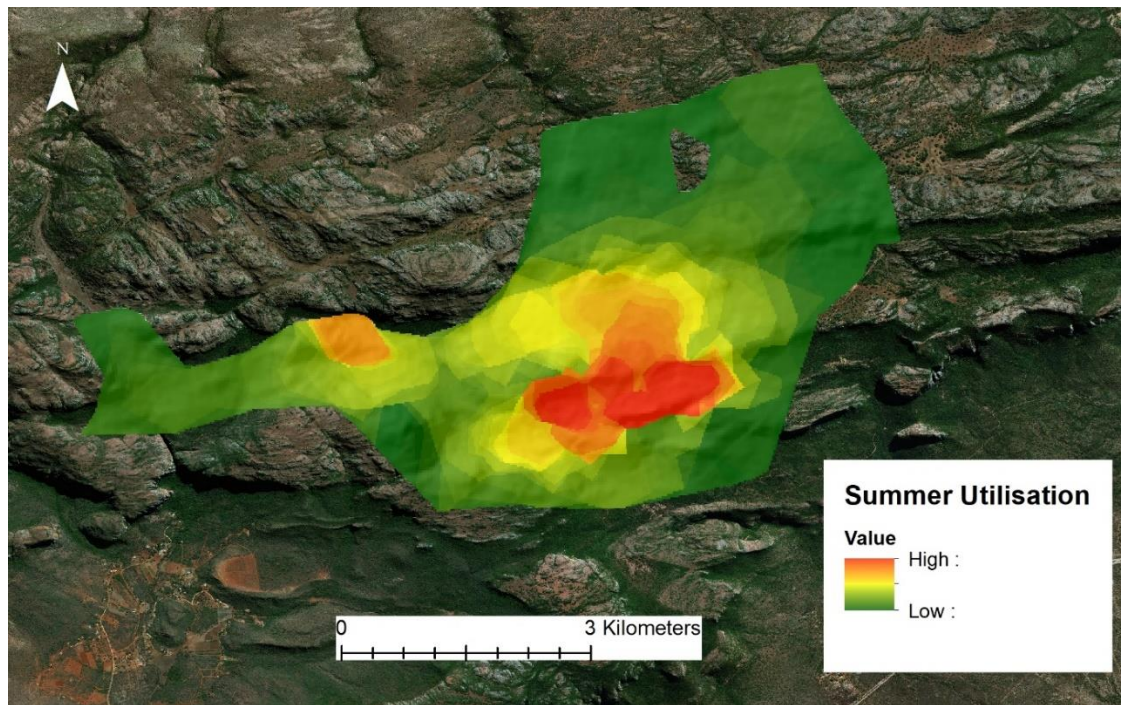 N
Summer Utilisation
Value
High :
Low :
0 3 Kilometers